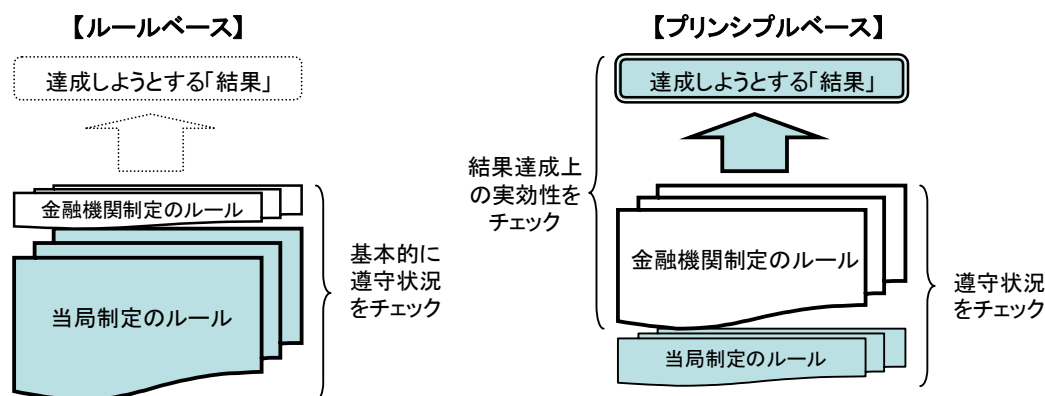 【ルールベース】
達成しようとする「結果」
金融機関制定のルール
当局制定のルール
基本的に
遵守状況
をチェック
【プリンシプルベース】
達成しようとする「結果」
結果達成上
の実効性を
チェック
金融機関制定のルール
当局制定のルール
遵守状況
をチェック